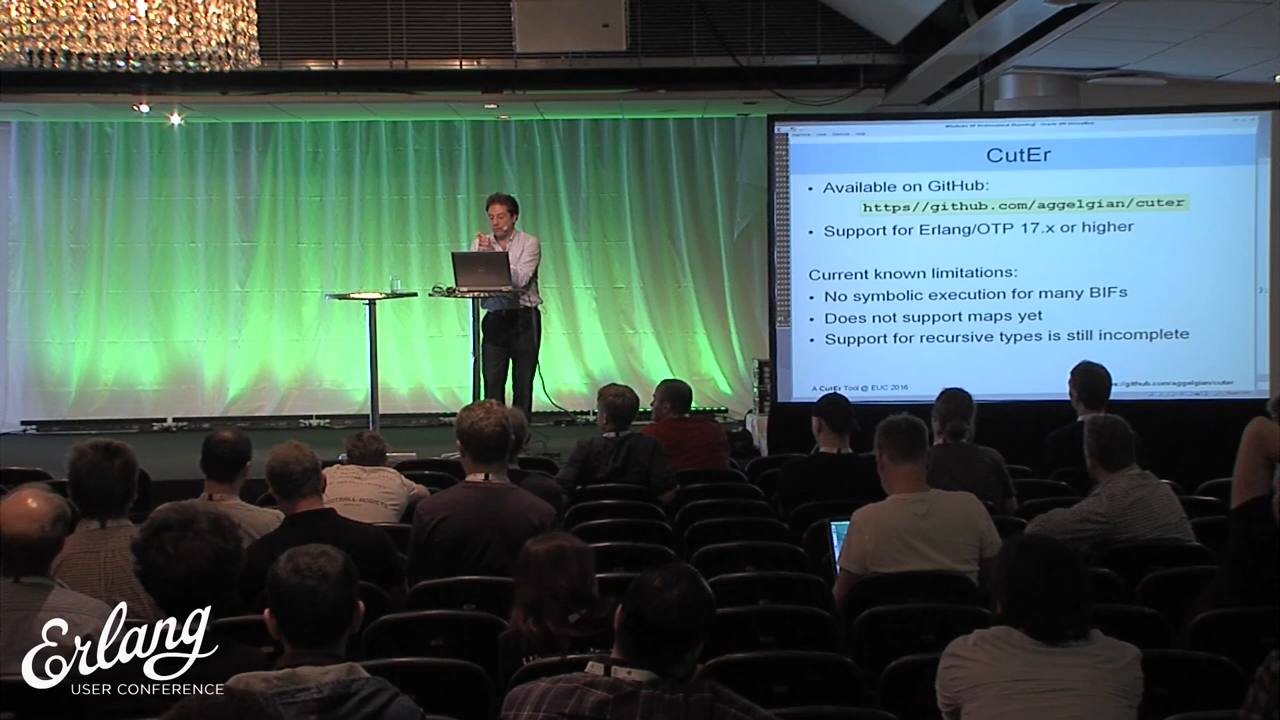 CutEr
• Available on GitHub:
https//github.com/aggelgian/cuter
• Support for Erlang/OTP 17.x or higher
Current known limitations:
• No symbolic execution for many BIFs
• Does not support maps yet
• Support for recursive types is still incomplete
A CutEr Tool @ EUC 2016
//github.com/aggelgian/cuter
Erlang
USER CONFERENCE